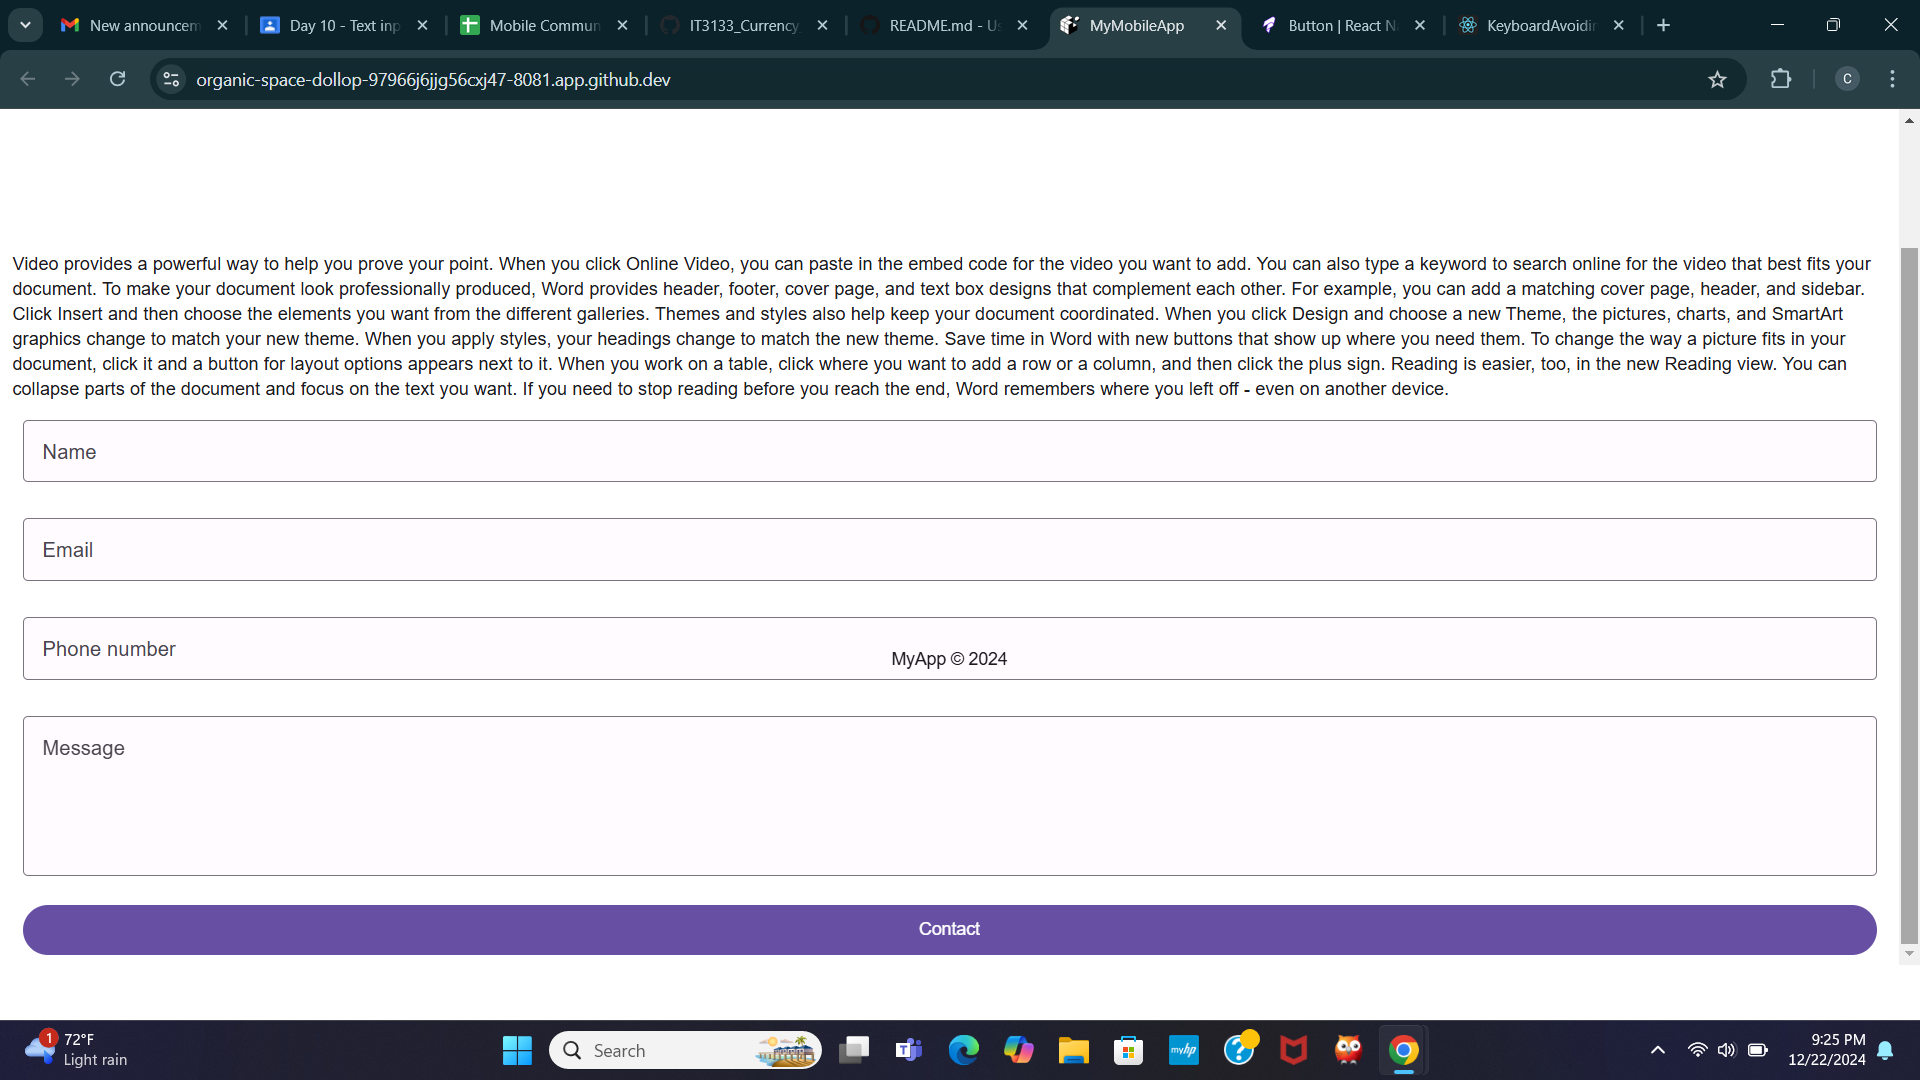 New announcem
Day 10 - Text inp
Mobile Commun
IT3133_Currency
README.md - Us
MyMobileApp
Button | React N
KeyboardAvoidin
organic-space-dollop-97966j6jjg56cxj47-8081.app.github.dev
C
Video provides a powerful way to help you prove your point. When you click Online Video, you can paste in the embed code for the video you want to add. You can also type a keyword to search online for the video that best fits your
document. To make your document look professionally produced, Word provides header, footer, cover page, and text box designs that complement each other. For example, you can add a matching cover page, header, and sidebar.
Click Insert and then choose the elements you want from the different galleries. Themes and styles also help keep your document coordinated. When you click Design and choose a new Theme, the pictures, charts, and SmartArt
graphics change to match your new theme. When you apply styles, your headings change to match the new theme. Save time in Word with new buttons that show up where you need them. To change the way a picture fits in your
document, click it and a button for layout options appears next to it. When you work on a table, click where you want to add a row or a column, and then click the plus sign. Reading is easier, too, in the new Reading view. You can
collapse parts of the document and focus on the text you want. If you need to stop reading before you reach the end, Word remembers where you left off - even on another device.
Name
Email
Phone number
MyApp © 2024
Message
Contact
1
72°F
Light rain
Search
myhp
9:25 PM
12/22/2024